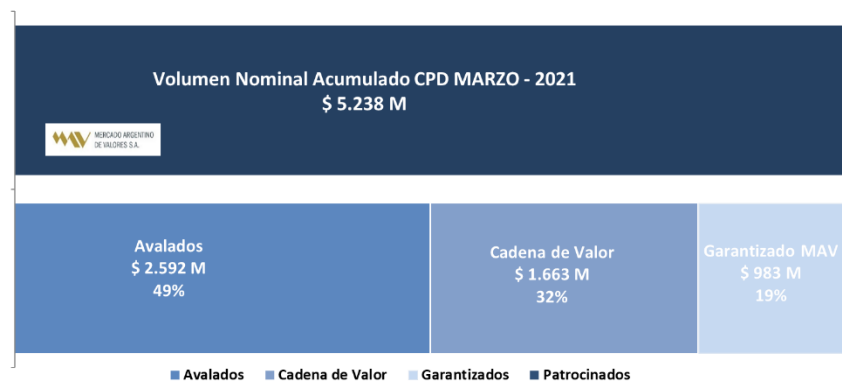 Volumen Nominal Acumulado CPD MARZO - 2021
$ 5.238 M
MERCADO ARGENTINO
DE VALORES S.A.
Avalados
$ 2.592 M
49%
Cadena de Valor
$ 1.663 M
32%
Garantizado MAV
$ 983 M
19%
Avalados Cadena de Valor Garantizados Patrocinados